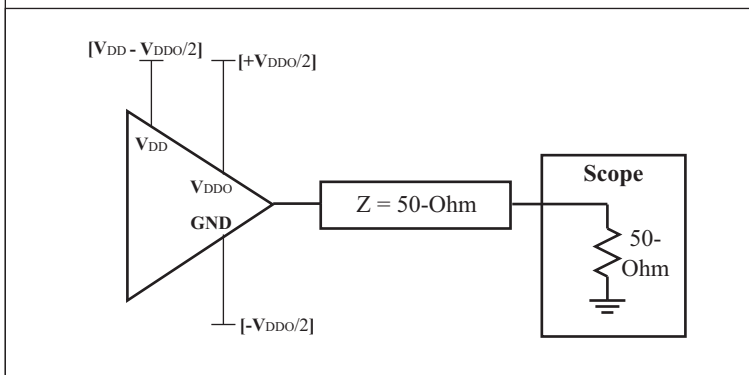 [VDD - VDDO/2]
[+VDDO/2]
VDD
VDDO
GND
Z = 50-Ohm
Scope
50-
Ohm
[-VDDO/2]